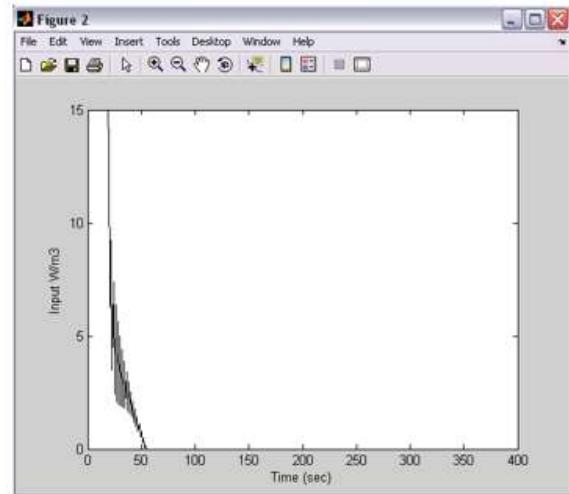 Figure 2
File Edit View Insert Tools Desktop Window Help
15
10
5
0
Input W/m3
0 50 100 150 200 250 300 350 400
Time (sec)